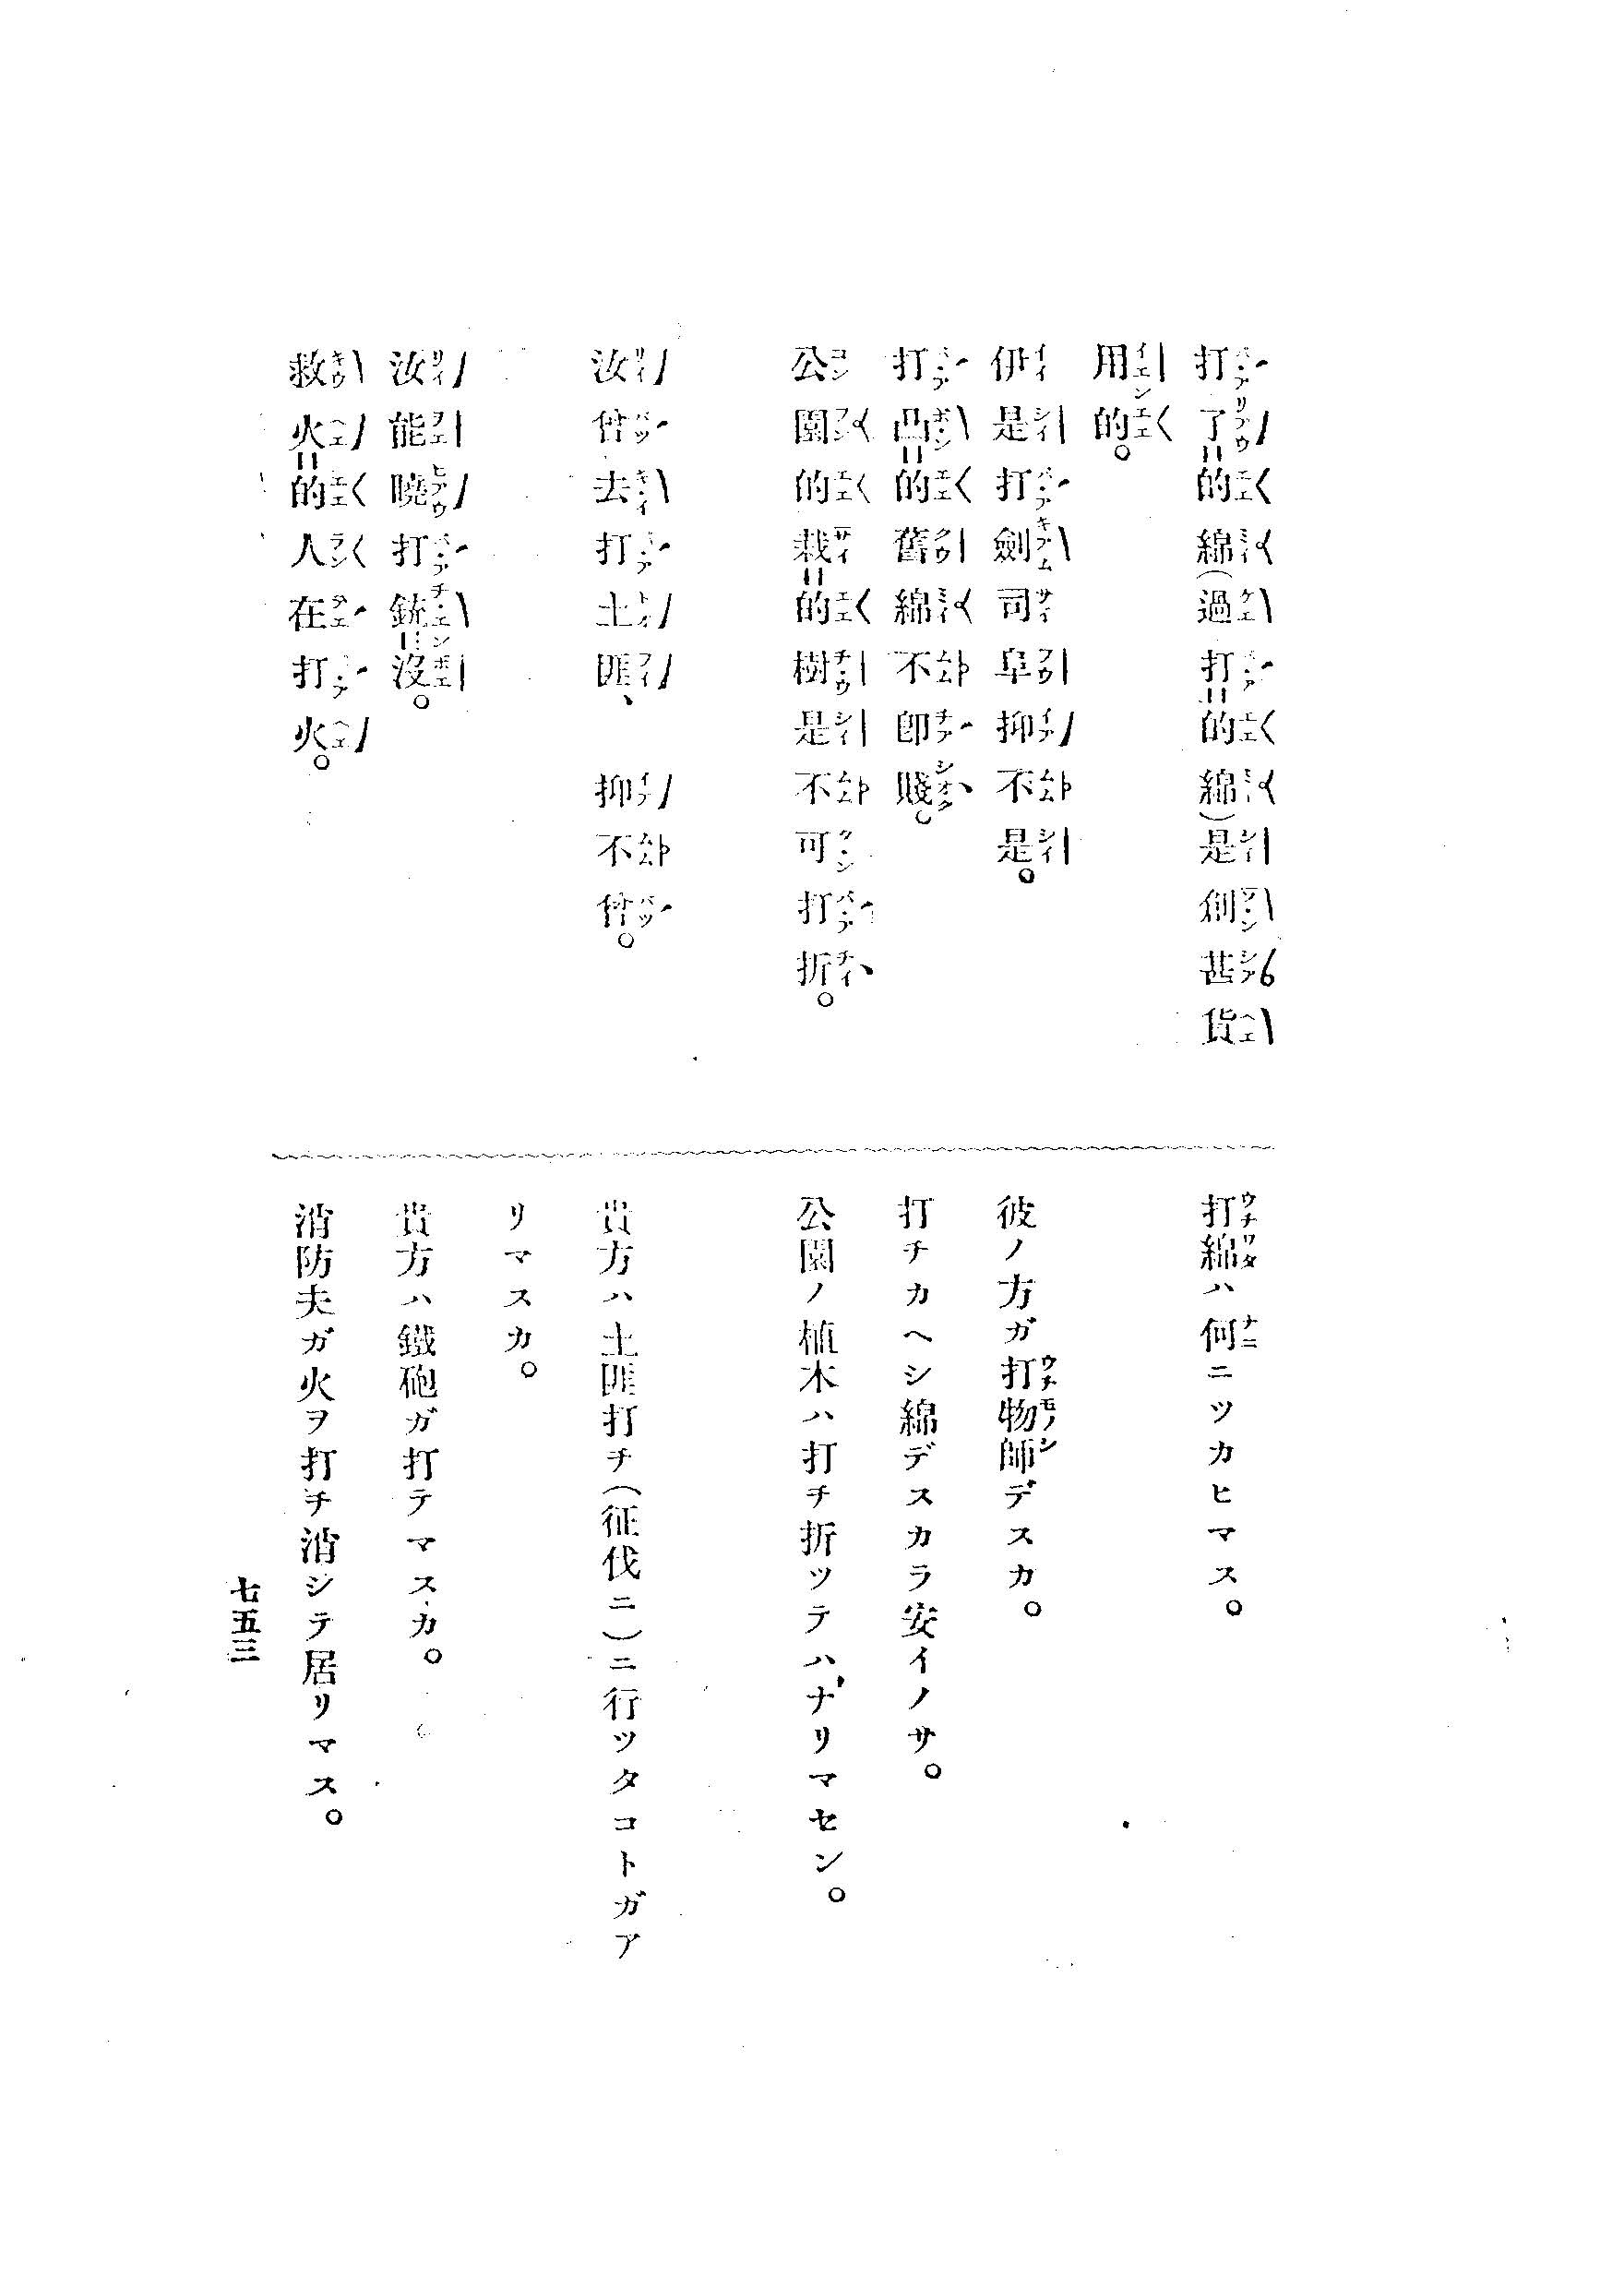 打了=的綿(過打=的綿)是創甚貨
用的。
伊是打劍司阜抑不是。
打凸=的舊綿不卽賤。
公園的栽=的樹是不可打折。
汝曾去打土匪、抑不曾。
汝能曉打銃=沒。
救火=的人在打火。
打綿ハ何ニツカヒマス。
彼ノ方ガ打物師デスカ。
打チカヘシ綿デスカラ安イノサ。
公園ノ植木ハ打チ折ツテハナリマセン。
貴方ハ土匪打チ(征伐ニ)ニ行ツタコトガア
リマスカ。
貴方ハ鐵砲ガ打テマスカ。
消防夫ガ火ヲ打チ消シテ居リマス。
七五三